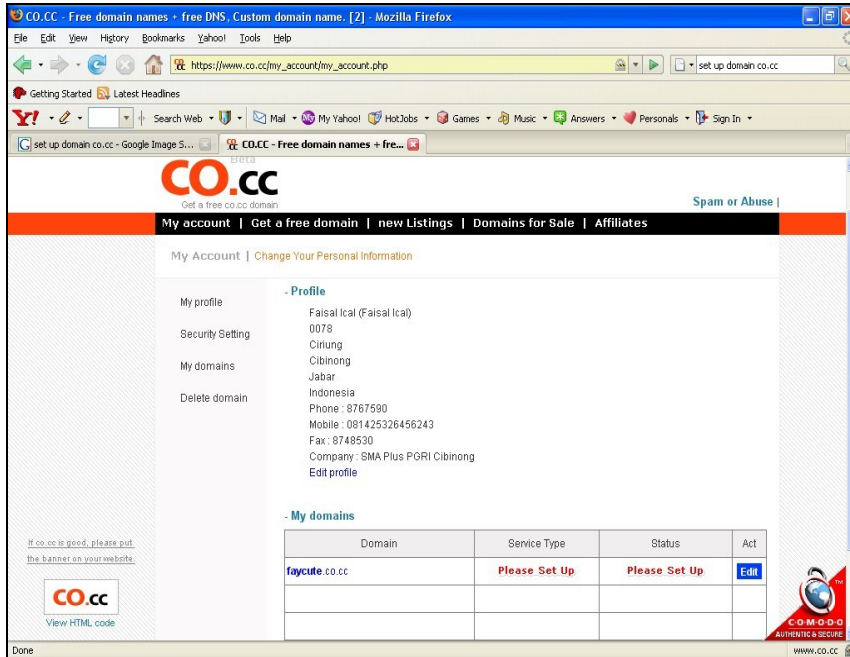 CO.CC - Free domain names + free DNS, Custom domain name. [2] - Mozilla Firefox
File Edit View History Bookmarks Yahoo! Tools Help
https://www.co.cc/my_account/my_account.php set up domain co.cc
Getting Started Latest Headlines
Y! Search Web Mail My Yahoo! HotJobs Games Music Answers Personals Sign In
set up domain co.cc - Google Image S... CO.CC - Free domain names + fre...
Beta
CO.cc
Get a free co.cc domain
Spam or Abuse |
My account | Get a free domain | new Listings | Domains for Sale | Affiliates
My Account | Change Your Personal Information
My profile
Security Setting
My domains
Delete domain
- Profile
Faisal Ical (Faisal Ical)
0078
Ciriung
Cibinong
Jabar
Indonesia
Phone : 8767590
Mobile : 081425326456243
Fax : 8748530
Company : SMA Plus PGRI Cibinong
Edit profile
- My domains
Domain Service Type Status Act
faycute.co.cc Please Set Up Please Set Up Edit
If co.cc is good, please put
the banner on your website.
CO.cc
View HTML code
C·O·M·O·D·O
AUTHENTIC & SECURE
Done www.co.cc